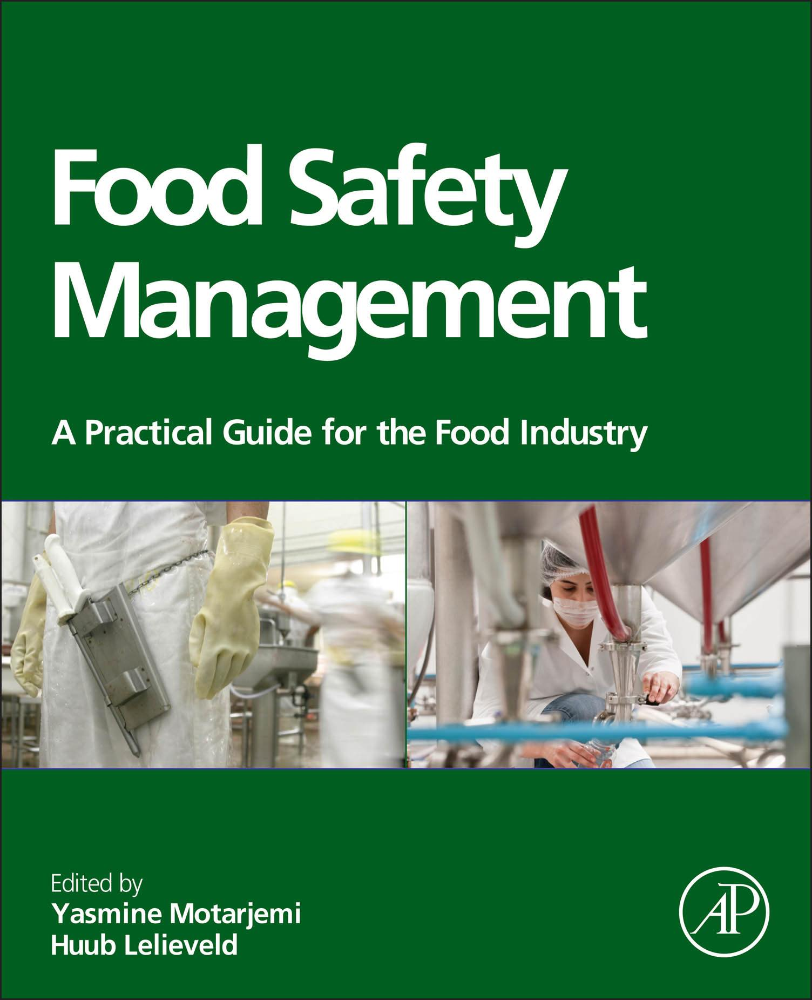 Food Safety
Management
A Practical Guide for the Food Industry
Edited by
Yasmine Motarjemi
Huub Lelieveld
AP